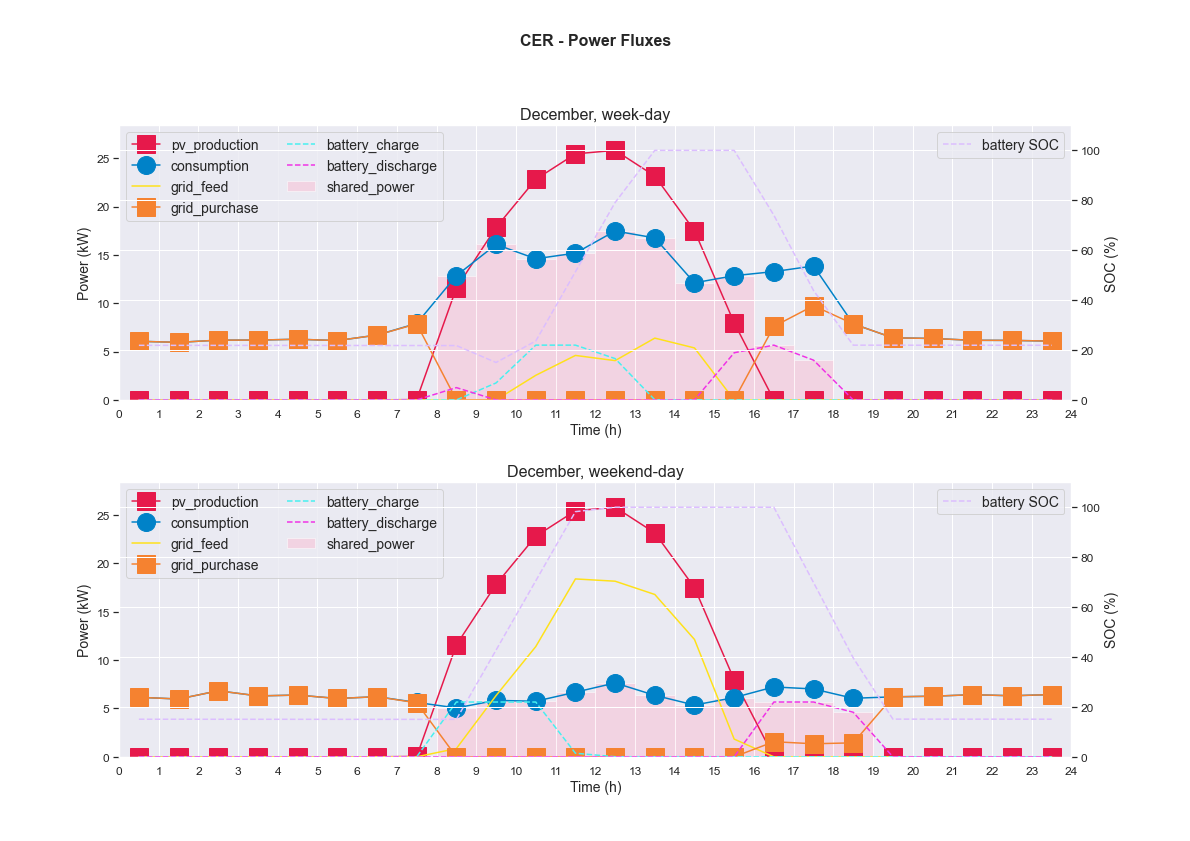 CER - Power Fluxes
December, week-day
pv_production
consumption
grid_feed
grid_purchase
battery_charge
battery_discharge
shared_power
battery SOC
Power (kW)
25
20
15
10
5
0
SOC (%)
100
80
60
40
20
0
0 1 2 3 4 5 6 7 8 9 10 11 12 13 14 15 16 17 18 19 20 21 22 23 24
Time (h)
December, weekend-day
pv_production
consumption
grid_feed
grid_purchase
battery_charge
battery_discharge
shared_power
battery SOC
Power (kW)
25
20
15
10
5
0
SOC (%)
100
80
60
40
20
0
0 1 2 3 4 5 6 7 8 9 10 11 12 13 14 15 16 17 18 19 20 21 22 23 24
Time (h)